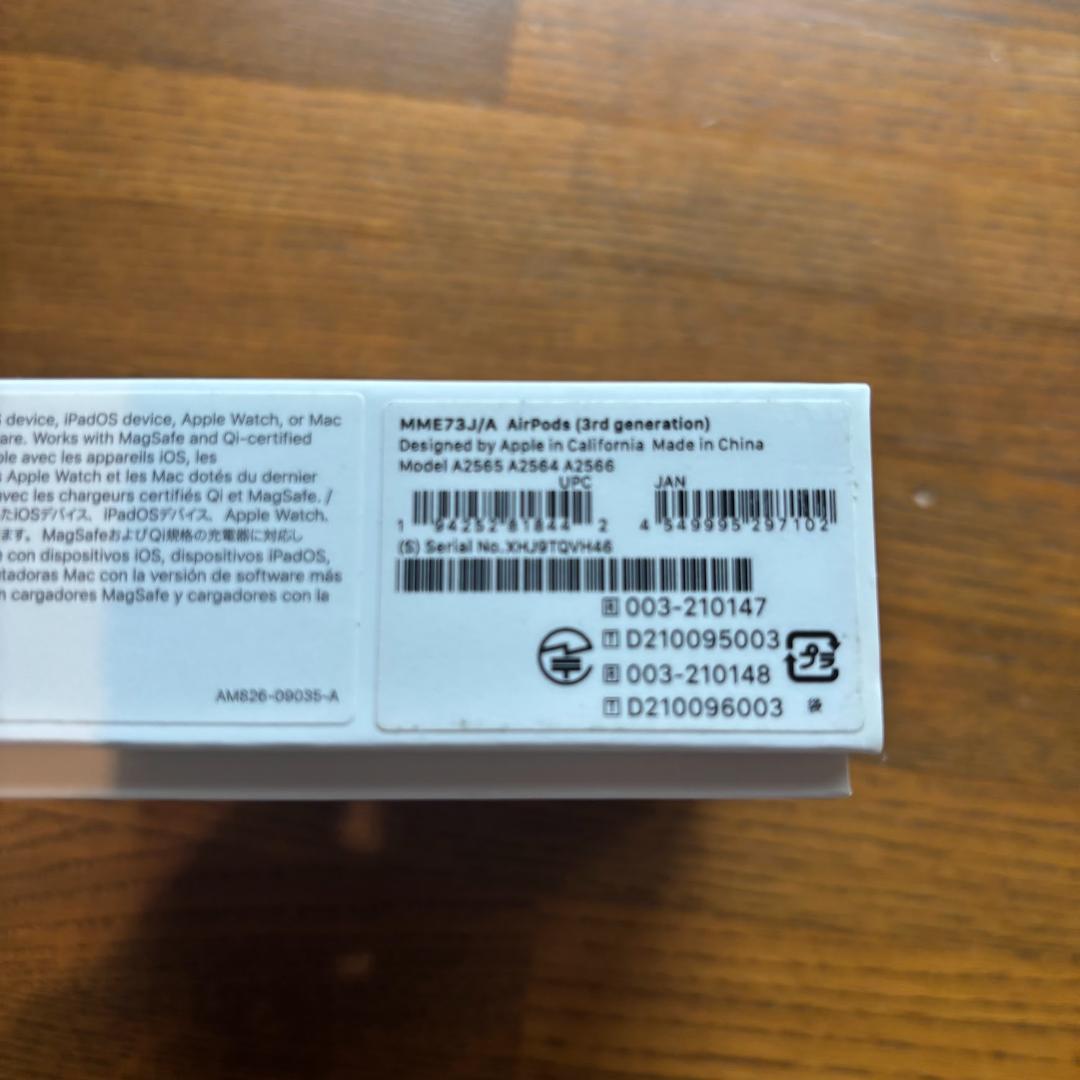 device, iPadOS device, Apple Watch, or Mac
are. Works with MagSafe and Qi-certified
ble avec les appareils iOS, les
Apple Watch et les Mac dotés du dernier
avec les chargeurs certifiés Qi et MagSafe. /
たiOSデバイス、iPadOSデバイス、Apple Watch、
ます。MagSafeおよびQi規格の充電器に対応し
con dispositivos iOS, dispositivos iPadOS,
utadoras Mac con la versión de software más
n cargadores MagSafe y cargadores con la
AM826-09035-A
MME73J/A AirPods (3rd generation)
Designed by Apple in California Made in China
Model A2565 A2564 A2566
UPC
JAN
1 94252 81844 2
4 549995 297102
(S) Serial No. XHJ9TQVH46
R 003-210147
T D210095003
R 003-210148
T D210096003
プラ